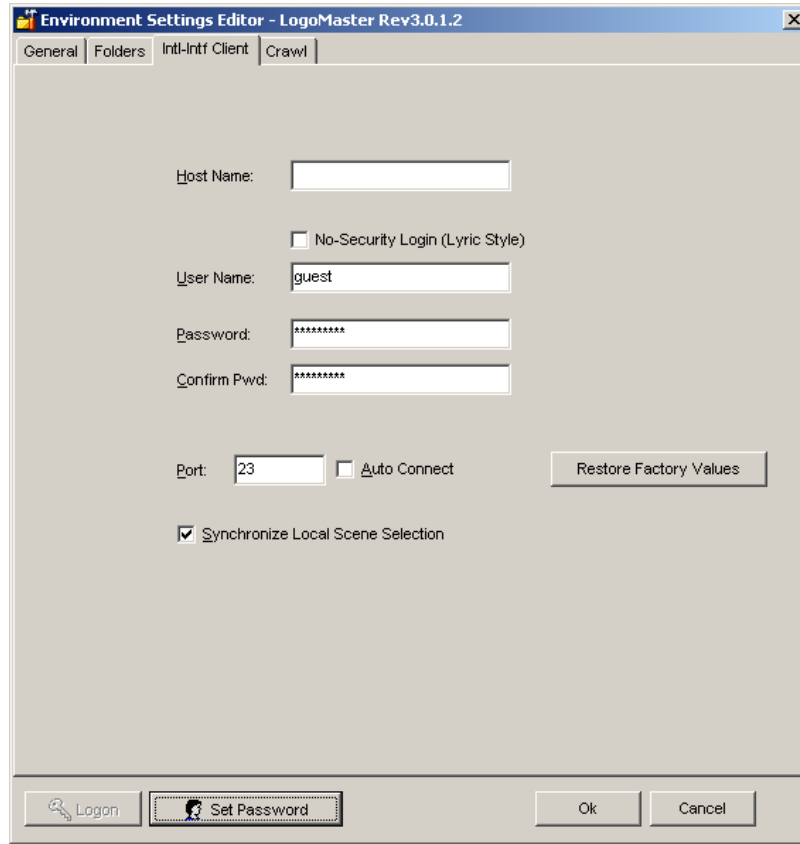 Environment Settings Editor - LogoMaster Rev3.0.1.2
General Folders Intl-Intf Client Crawl
Host Name:
No-Security Login (Lyric Style)
User Name: guest
Password: *********
Confirm Pwd: *********
Port: 23 Auto Connect Restore Factory Values
Synchronize Local Scene Selection
Logon Set Password Ok Cancel